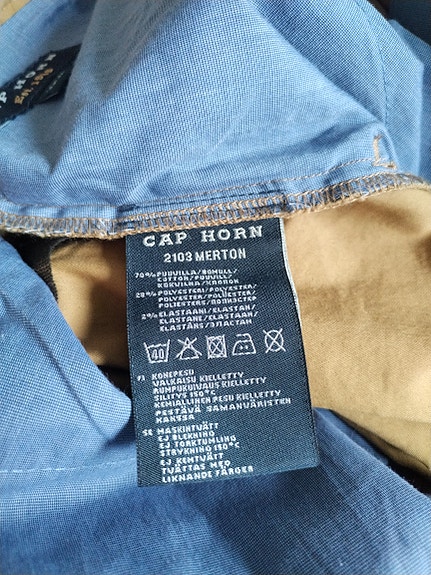 CAP HORN
CAP HORN
2103 MERTON
70% PUUVILLA/BOMULL/
COTTON/PUUVILL/
KOKVILNA/ХЛОПОК
28% POLYESTERI/POLYESTER/
POLYESTER/POLÜESTER/
POLIESTERS/ПОЛИЭСТЕР
2% ELASTAANI/ELASTAN/
ELASTANE/ELASTAAN/
ELASTĀNS/ЭЛАСТАН
40
FI KONEPESU
VALKAISU KIELLETTY
RUMPUKUIVAUS KIELLETTY
SILITYS 150°C
KEMIALLINEN PESU KIELLETTY
PESTÄVÄ SAMANVÄRISTEN
KANSSA
SE MASKINTVÄTT
EJ BLEKNING
EJ TORKTUMLING
STRYKNING 150°C
EJ KEMTVÄTT
TVÄTTAS MED
LIKNANDE FÄRGER